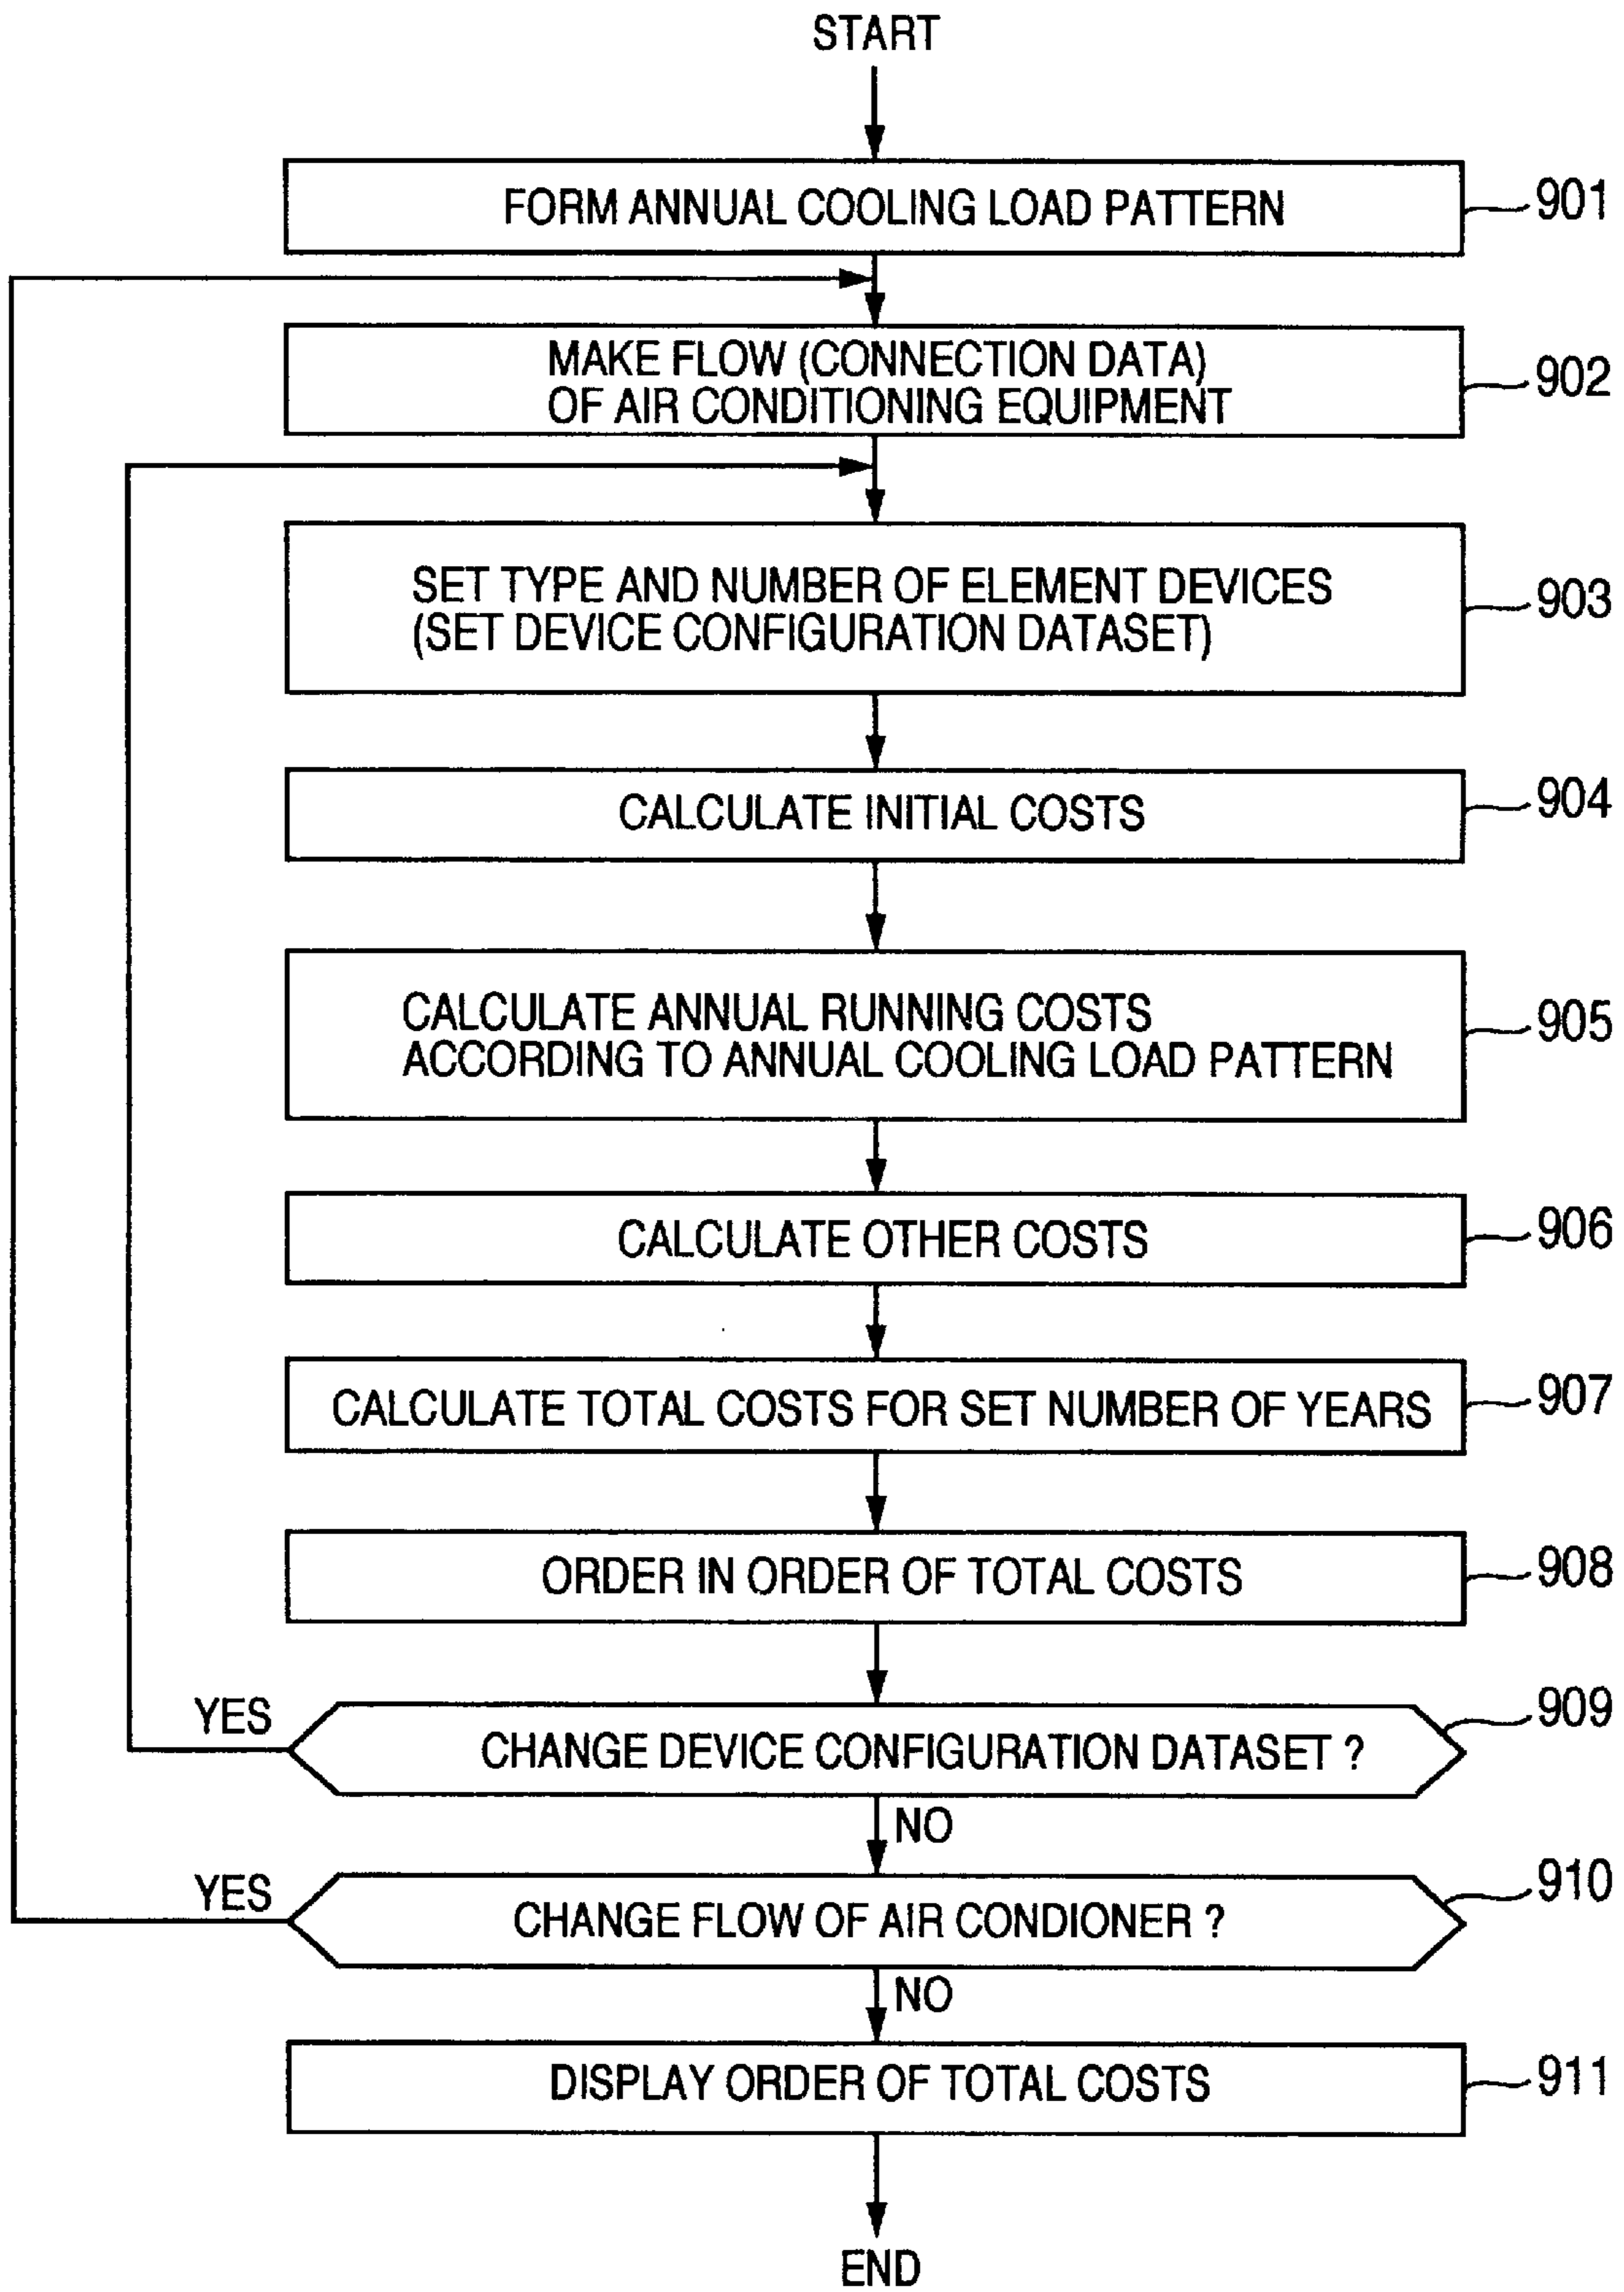 START
FORM ANNUAL COOLING LOAD PATTERN
901
MAKE FLOW (CONNECTION DATA)
OF AIR CONDITIONING EQUIPMENT
902
SET TYPE AND NUMBER OF ELEMENT DEVICES
(SET DEVICE CONFIGURATION DATASET)
903
CALCULATE INITIAL COSTS
904
CALCULATE ANNUAL RUNNING COSTS
ACCORDING TO ANNUAL COOLING LOAD PATTERN
905
CALCULATE OTHER COSTS
906
CALCULATE TOTAL COSTS FOR SET NUMBER OF YEARS
907
ORDER IN ORDER OF TOTAL COSTS
908
YES
CHANGE DEVICE CONFIGURATION DATASET ?
909
NO
YES
CHANGE FLOW OF AIR CONDIONER ?
910
NO
DISPLAY ORDER OF TOTAL COSTS
911
END